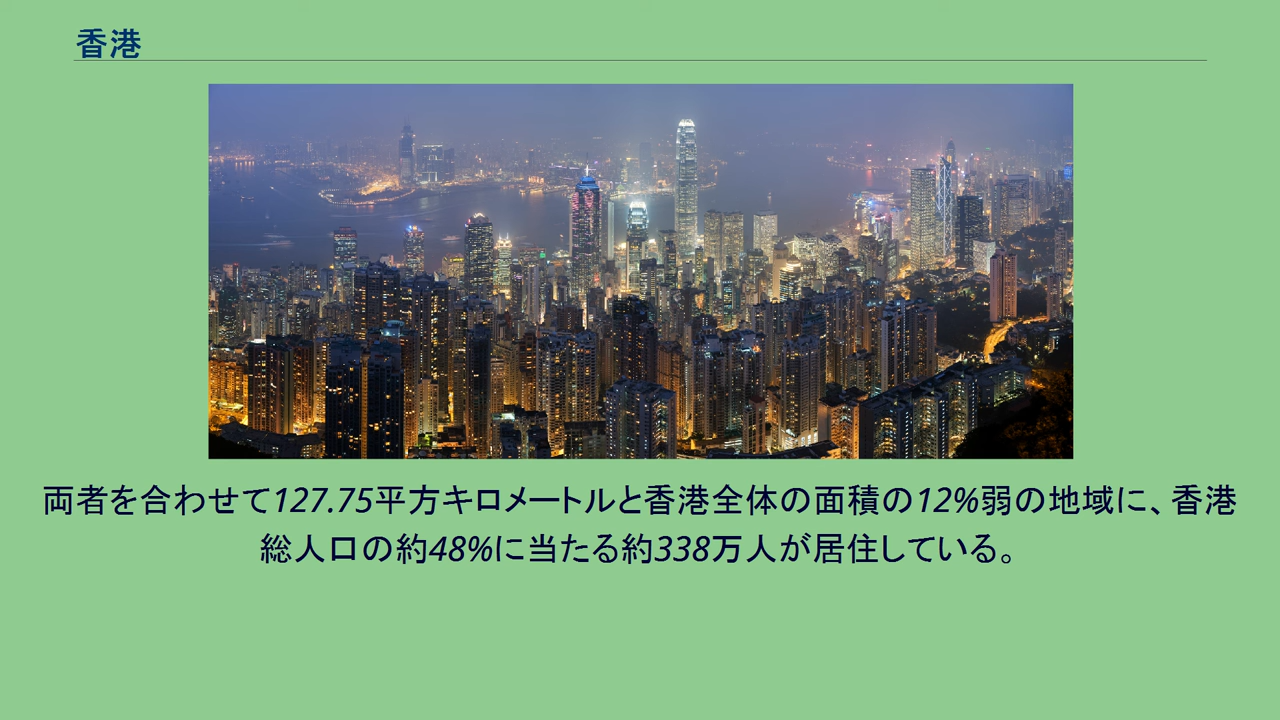 香港
両者を合わせて127.75平方キロメートルと香港全体の面積の12%弱の地域に、香港
総人口の約48%に当たる約338万人が居住している。